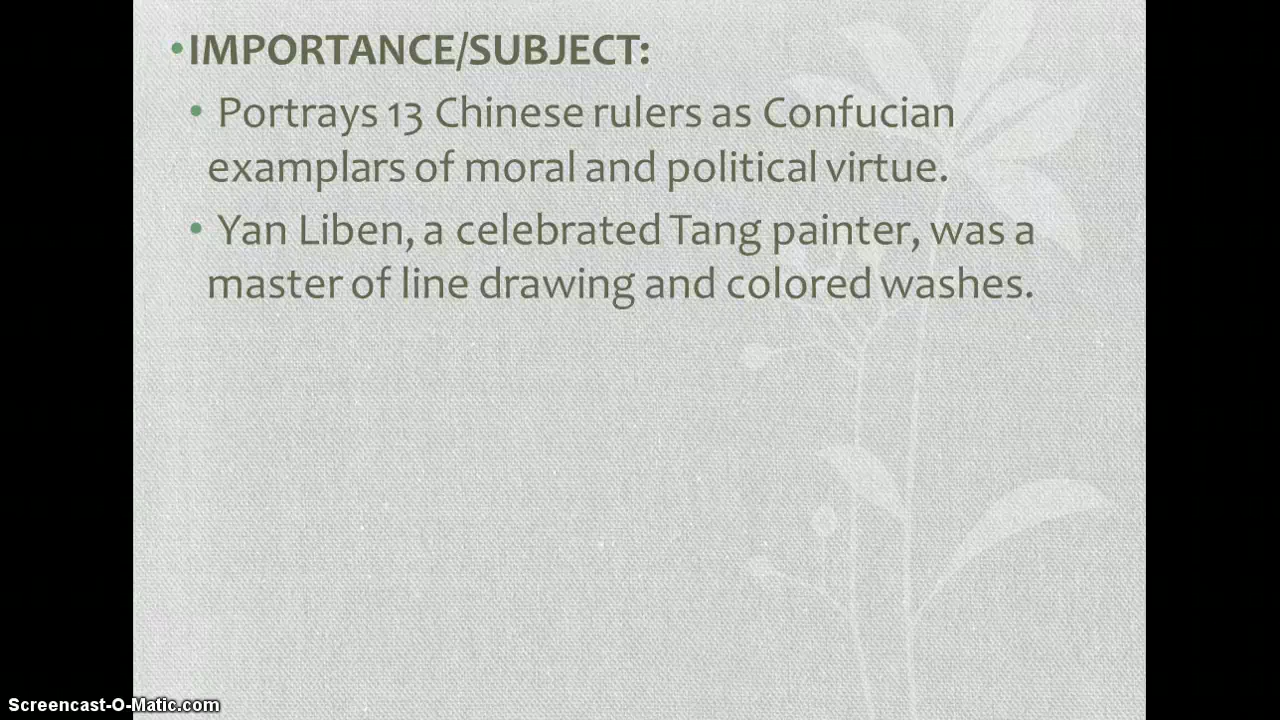 •IMPORTANCE/SUBJECT:
• Portrays 13 Chinese rulers as Confucian
examplars of moral and political virtue.
• Yan Liben, a celebrated Tang painter, was a
master of line drawing and colored washes.
Screencast-O-Matic.com